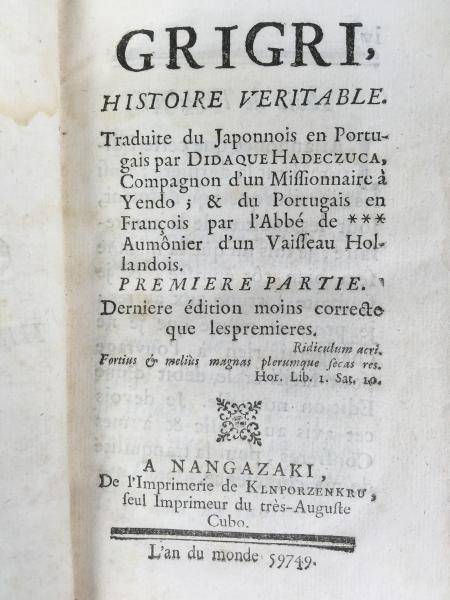 GRIGRI,
HISTOIRE VERITABLE.
Traduite du Japonnois en Portu-
gais par DIDAQUE HADECZUCA,
Compagnon d'un Miſſionnaire à
Yendo ; & du Portugais en
François par l'Abbé de ***
Aumônier d'un Vaiſſeau Hol-
landois.
PREMIERE PARTIE.
Derniere édition moins correcte
que lespremieres.
Ridiculum acri.
Fortius & melius magnas plerumque ſecas res.
Hor. Lib. 1. Sat. 10.
A NANGAZAKI,
De l'Imprimerie de KLNPORZENKRU,
ſeul Imprimeur du très-Auguſte
Cubo.
L'an du monde 59749.